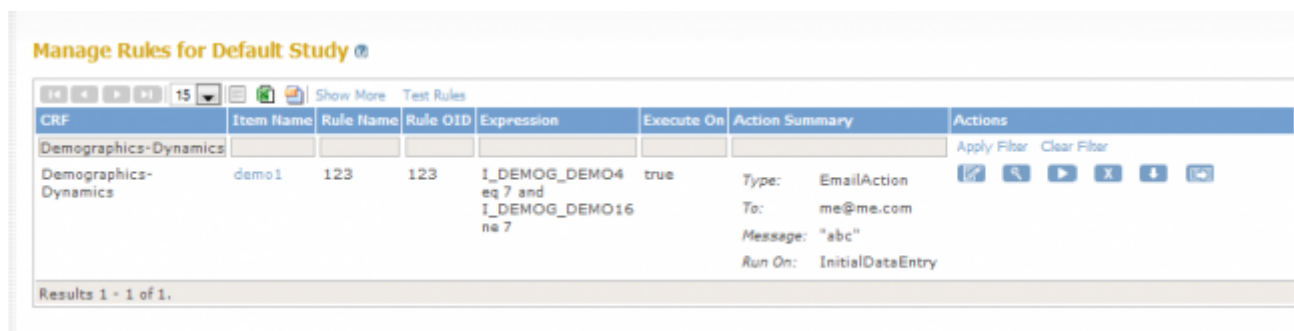 Manage Rules for Default Study
15 Show More Test Rules
CRF Item Name Rule Name Rule OID Expression Execute On Action Summary Actions
Demographics-Dynamics Apply Filter Clear Filter
Demographics- demo1 123 123 I_DEMOG_DEMO4 true Type: EmailAction X
Dynamics eq 7 and To: me@me.com
I_DEMOG_DEMO16 Message: "abc"
ne 7 Run On: InitialDataEntry
Results 1 - 1 of 1.